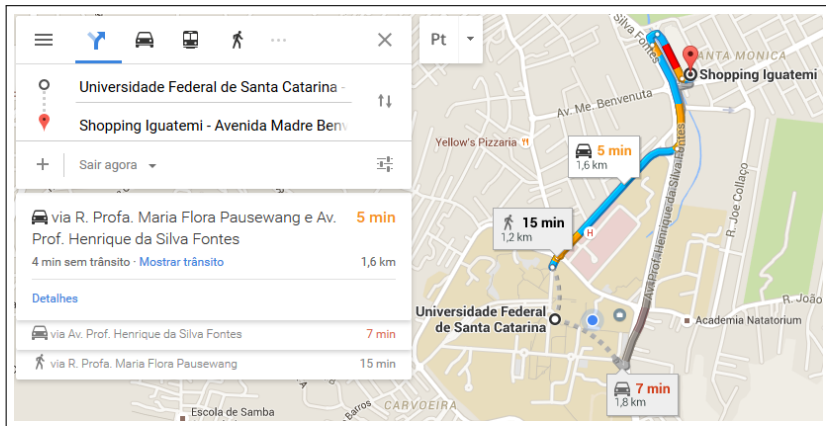 Pt
Universidade Federal de Santa Catarina -
Shopping Iguatemi - Avenida Madre Benv
Sair agora
via R. Profa. Maria Flora Pausewang e Av.
Prof. Henrique da Silva Fontes
5 min
4 min sem trânsito · Mostrar trânsito
1,6 km
Detalhes
via Av. Prof. Henrique da Silva Fontes
7 min
via R. Profa. Maria Flora Pausewang
15 min
Silva Fontes
SANTA MONICA
Shopping Iguatemi
Av. Me. Benvenuta
Yellow's Pizzaria
5 min
1,6 km
15 min
1,2 km
H
Av. Prof. Henrique da Silva Fontes
R. Joe Collaço
Universidade Federal
de Santa Catarina
R. João
Academia Natatorium
7 min
1,8 km
CARVOEIRA
Escola de Samba